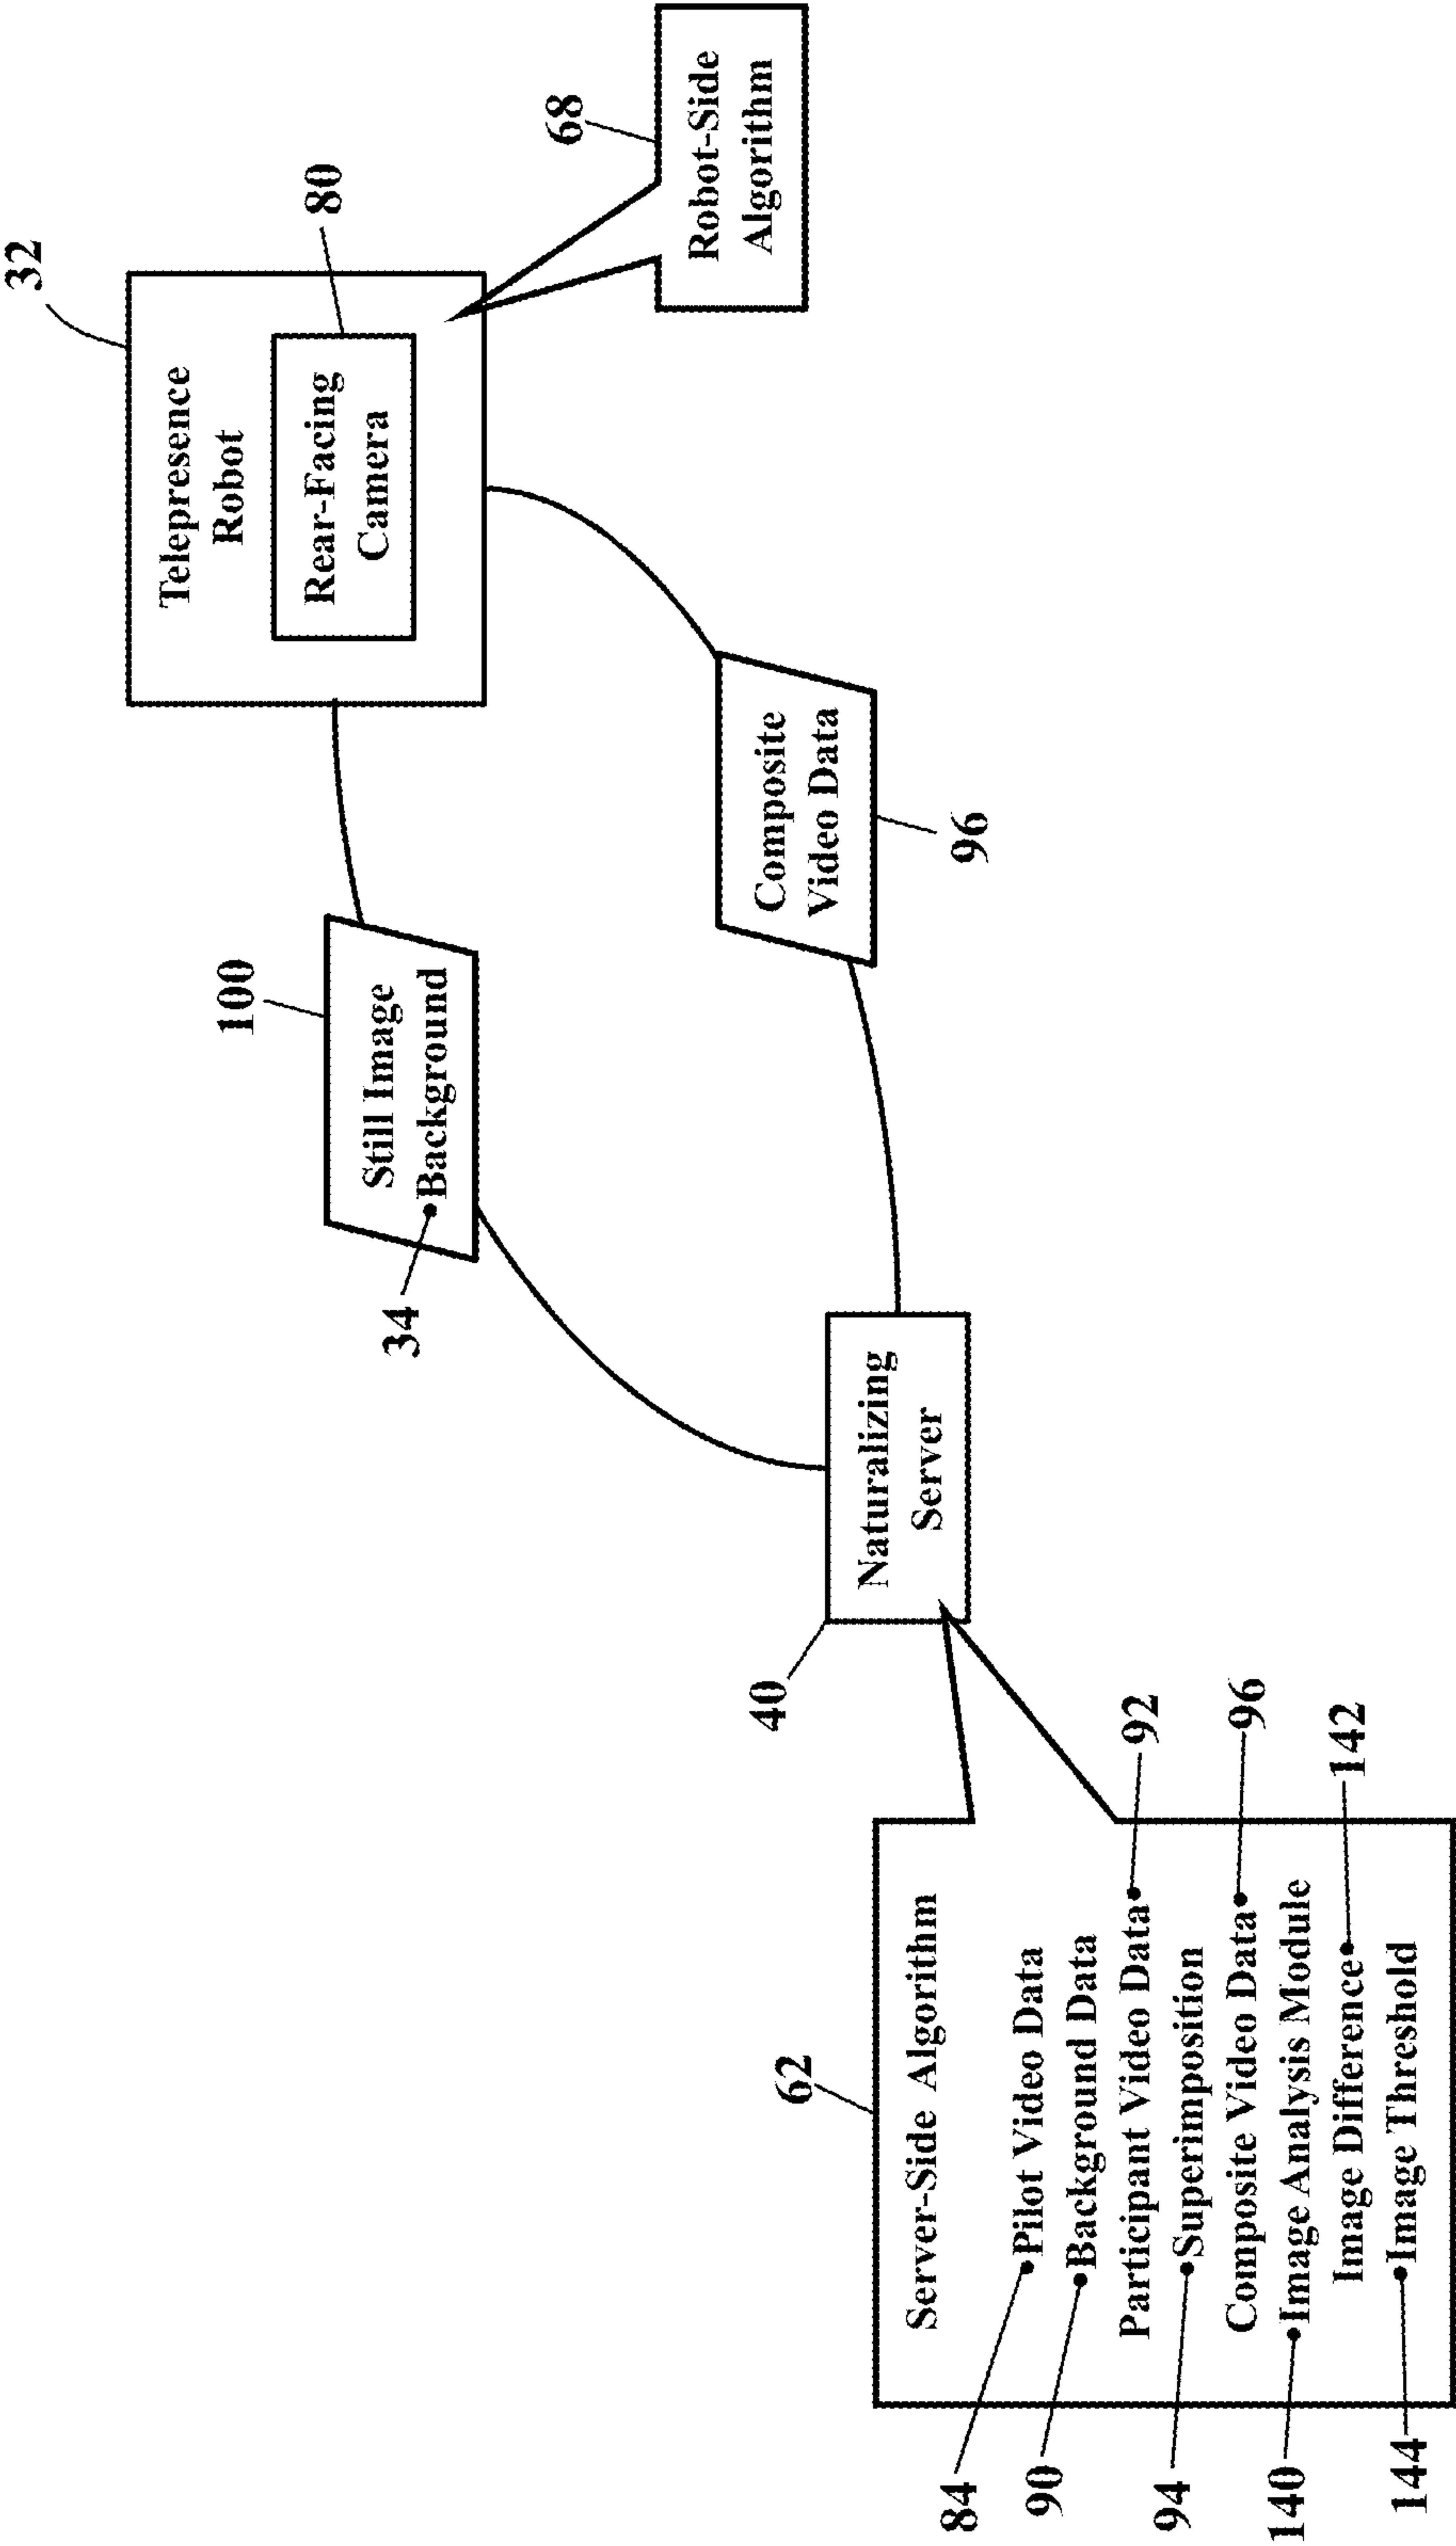 32
Telepresence
Robot
80
Rear-Facing
Camera
68
Robot-Side
Algorithm
100
Still Image
Background
34
Composite
Video Data
96
40
Naturalizing
Server
62
Server-Side Algorithm
84
Pilot Video Data
90
Background Data
Participant Video Data
92
94
Superimposition
Composite Video Data
96
140
Image Analysis Module
Image Difference
142
144
Image Threshold